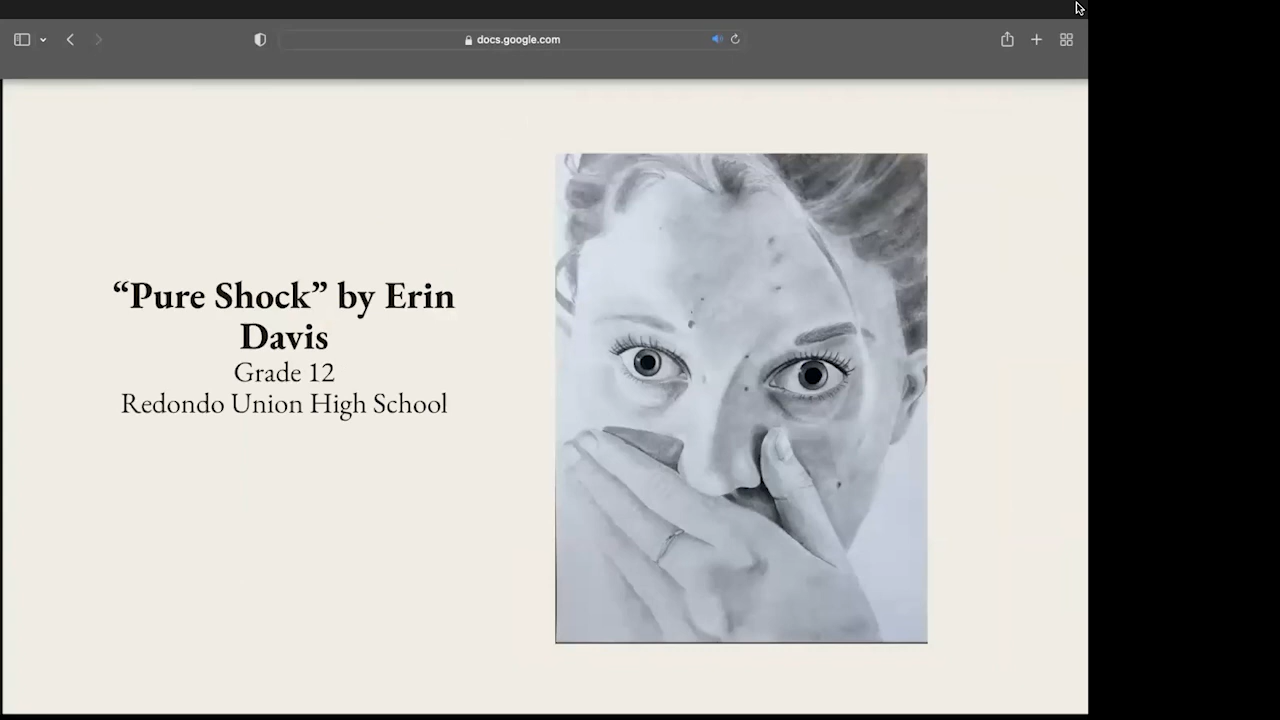 docs.google.com
“Pure Shock” by Erin
Davis
Grade 12
Redondo Union High School